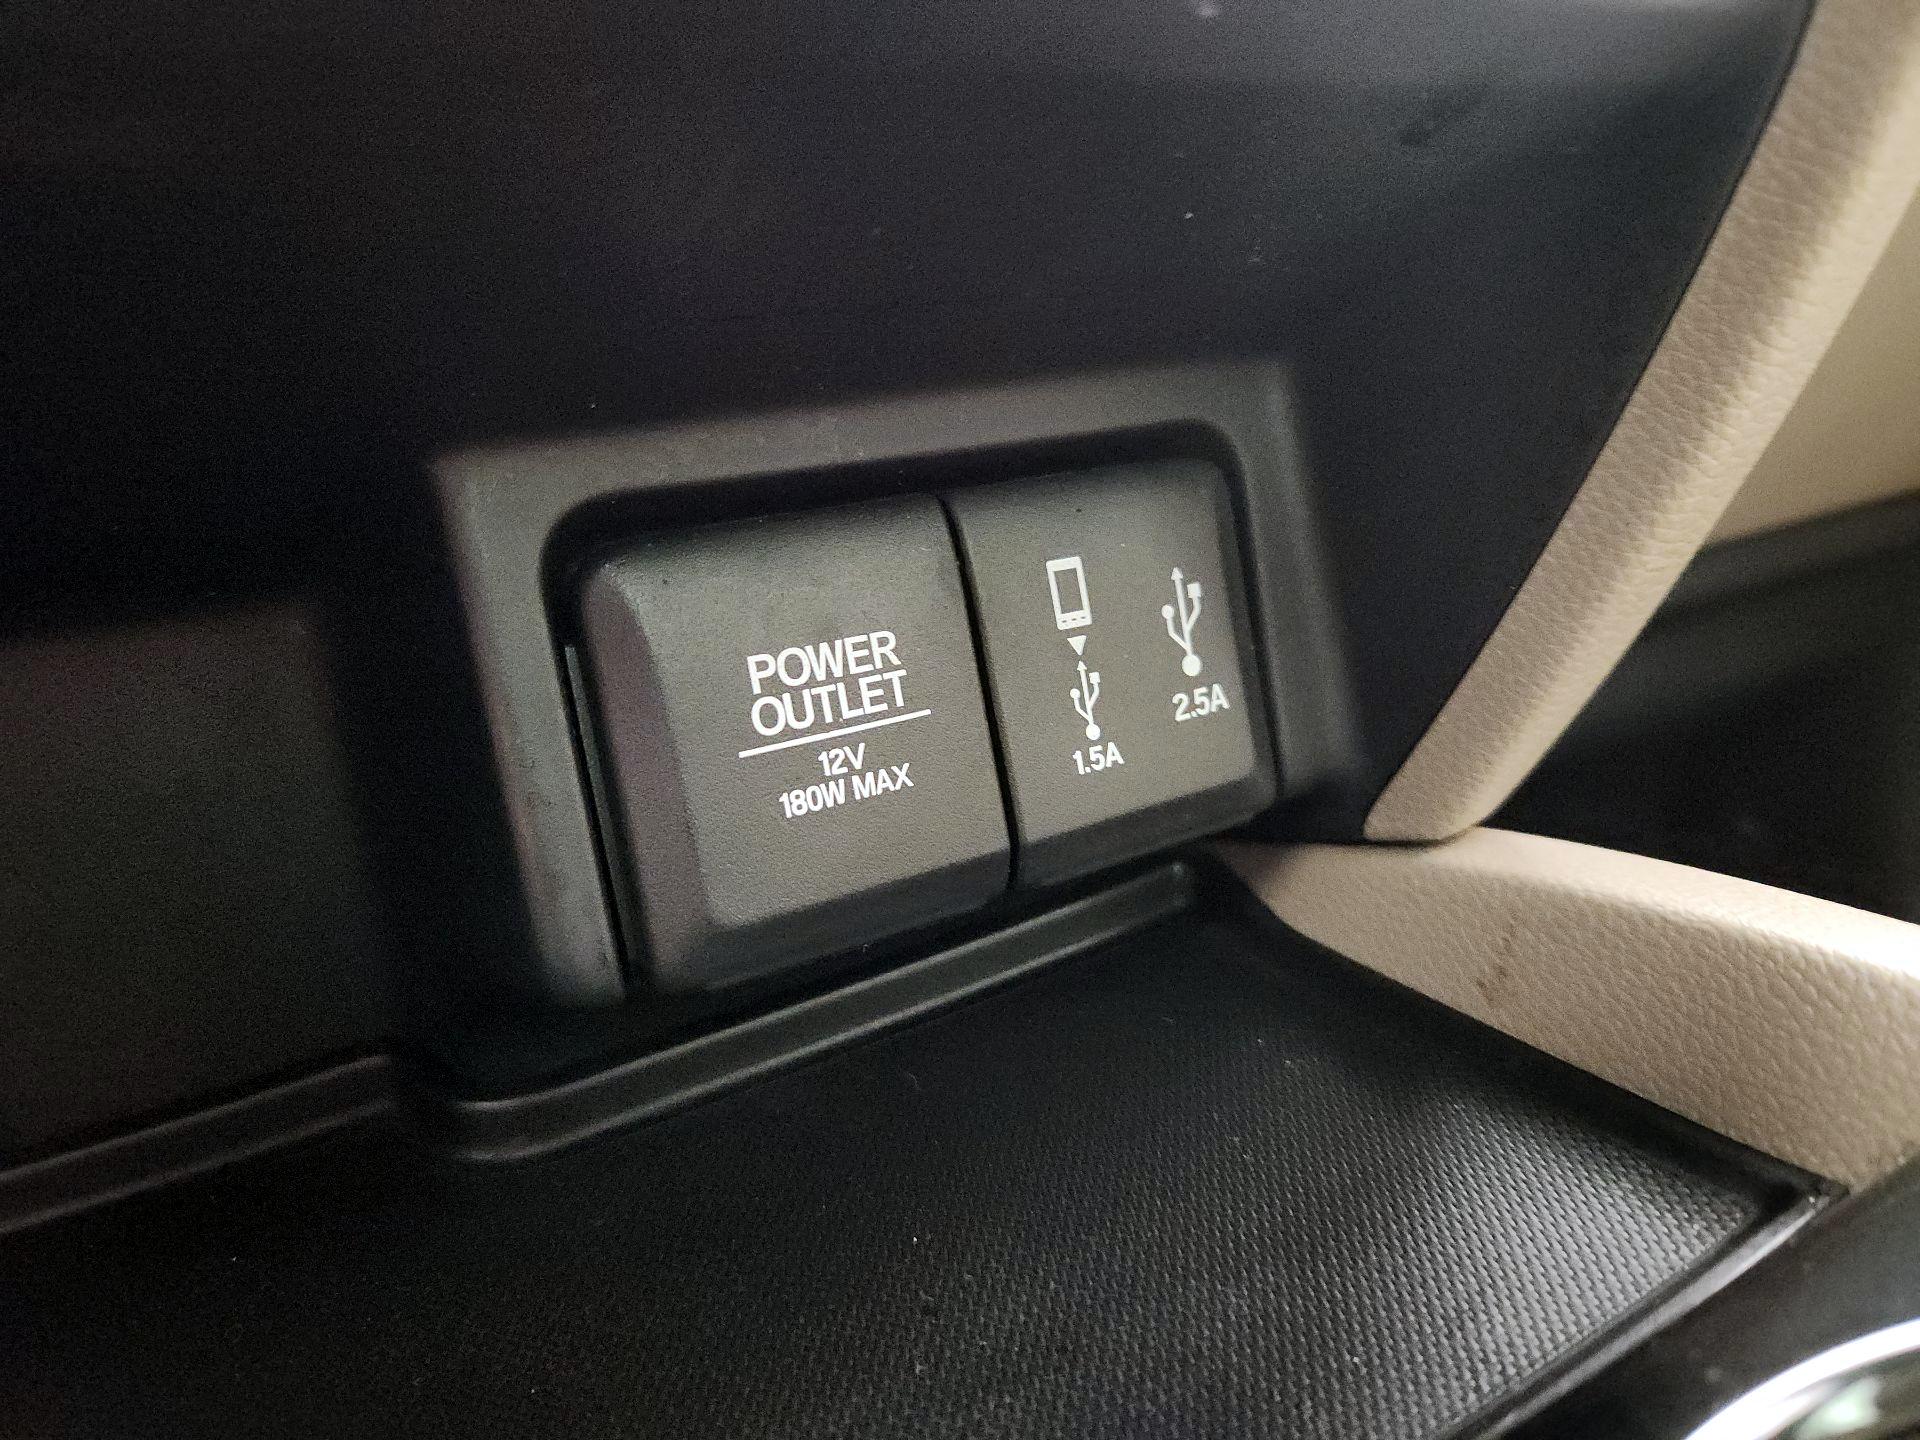 POWER
OUTLET
12V
180W MAX
1.5A
2.5A